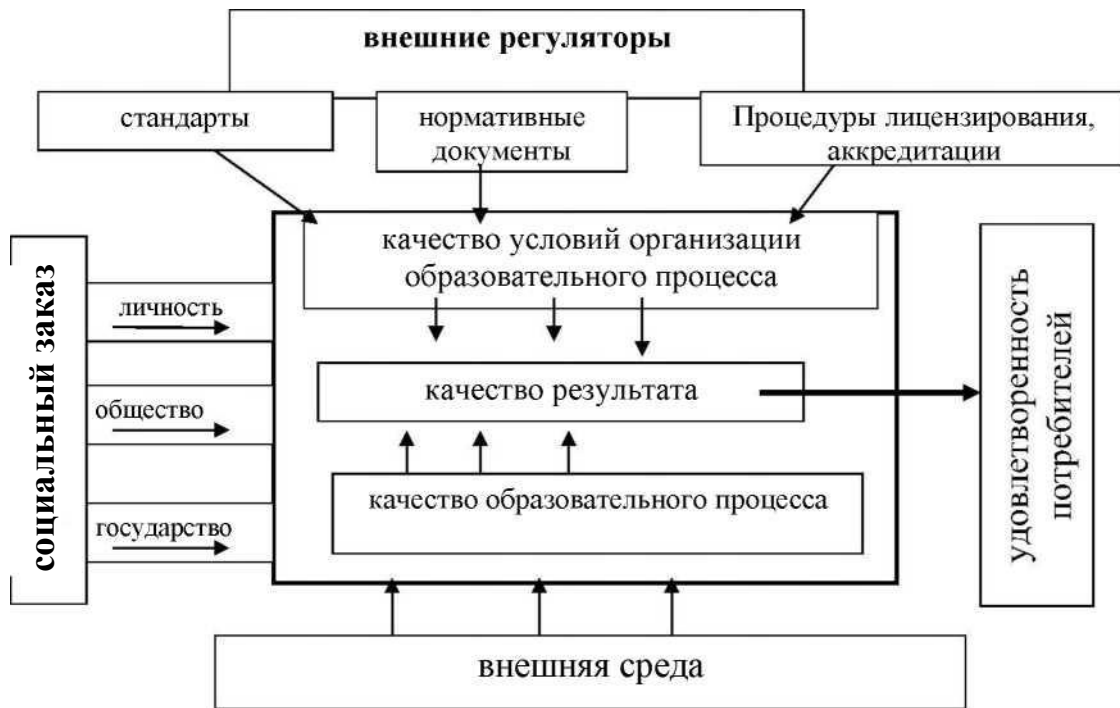 внешние регуляторы
стандарты
нормативные
документы
Процедуры лицензирования,
аккредитации
социальный заказ
личность
общество
государство
качество условий организации
образовательного процесса
качество результата
качество образовательного процесса
удовлетворенность
потребителей
внешняя среда